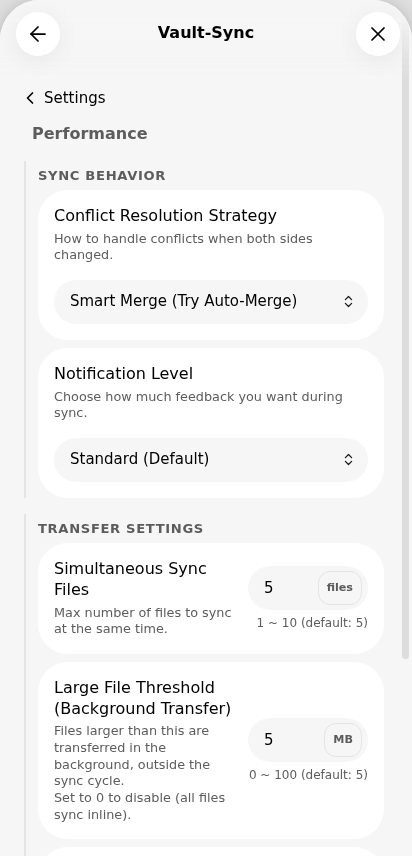 Vault-Sync
Settings
Performance
SYNC BEHAVIOR
Conflict Resolution Strategy
How to handle conflicts when both sides
changed.
Smart Merge (Try Auto-Merge)
Notification Level
Choose how much feedback you want during
sync.
Standard (Default)
TRANSFER SETTINGS
Simultaneous Sync
Files
Max number of files to sync
at the same time.
5 files
1 ~ 10 (default: 5)
Large File Threshold
(Background Transfer)
Files larger than this are
transferred in the
background, outside the
sync cycle.
Set to 0 to disable (all files
sync inline).
5 MB
0 ~ 100 (default: 5)